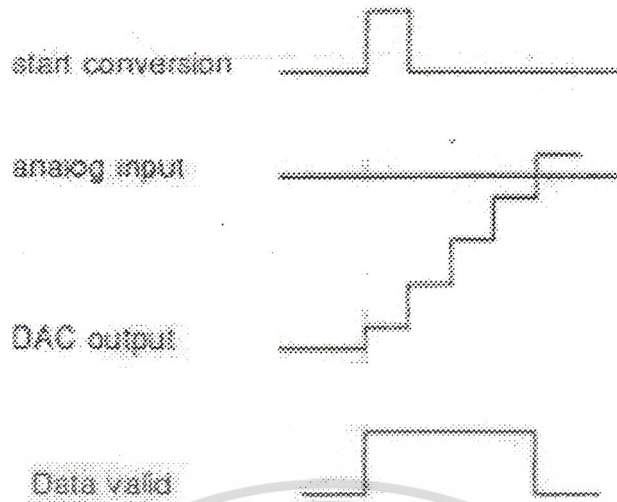 start conversion
analog input
DAC output
Data valid